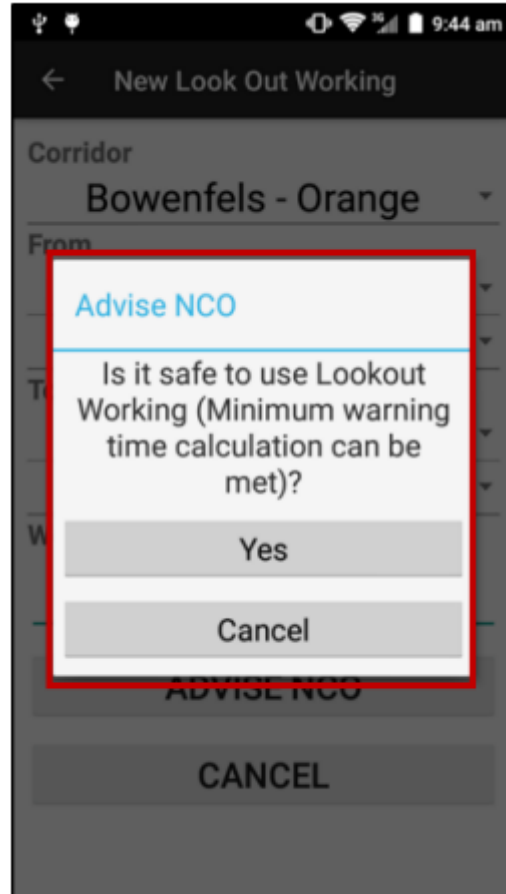 3G 9:44 am
New Look Out Working
Corridor
Bowenfels - Orange
From
Advise NCO
Is it safe to use Lookout
Working (Minimum warning
time calculation can be
met)?
Yes
Cancel
ADVISE NCO
CANCEL